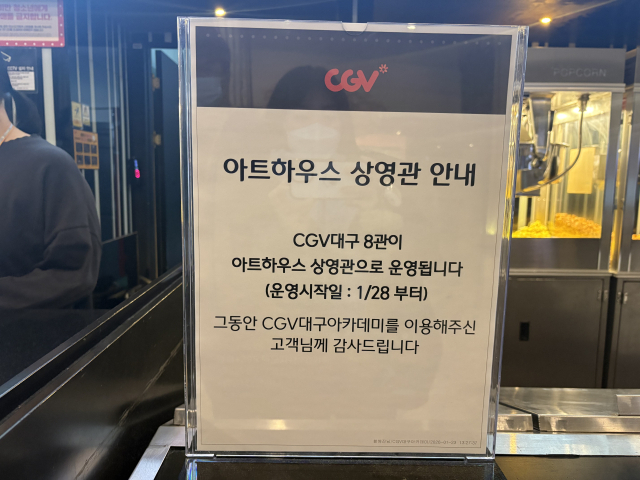 CGV
아트하우스 상영관 안내
CGV대구 8관이
아트하우스 상영관으로 운영됩니다
(운영시작일 : 1/28 부터)
그동안 CGV대구아카데미를 이용해주신
고객님께 감사드립니다
POPCORN